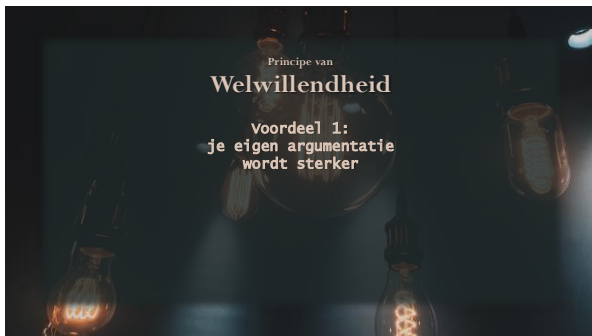 Principe van
Welwillendheid
Voordeel 1:
je eigen argumentatie
wordt sterker